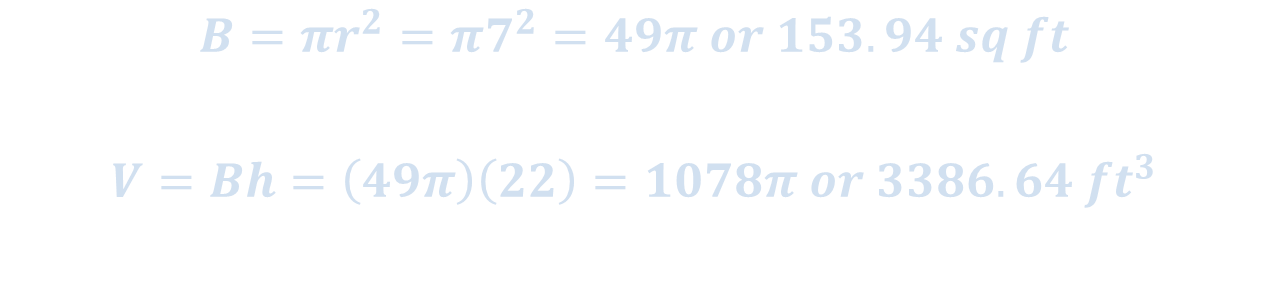 B = πr² = π7² = 49π or 153.94 sq ft
V = Bh = (49π)(22) = 1078π or 3386.64 ft³